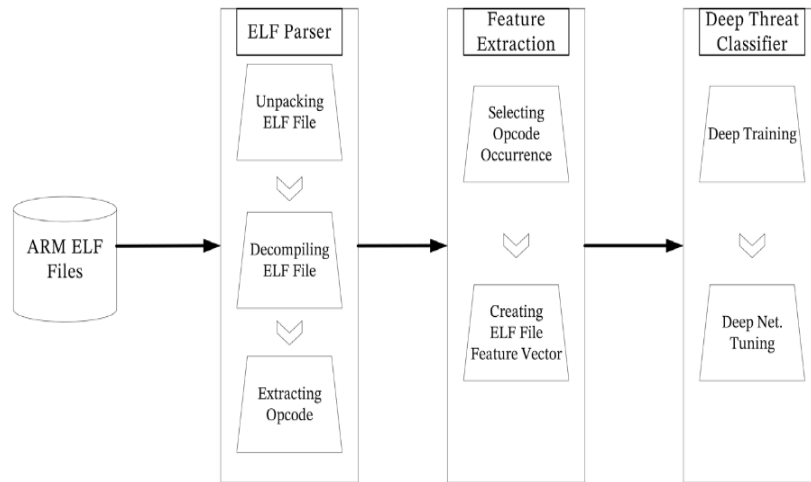 ARM ELF
Files
ELF Parser
Unpacking
ELF File
Decompiling
ELF File
Extracting
Opcode
Feature
Extraction
Selecting
Opcode
Occurrence
Creating
ELF File
Feature Vector
Deep Threat
Classifier
Deep Training
Deep Net.
Tuning